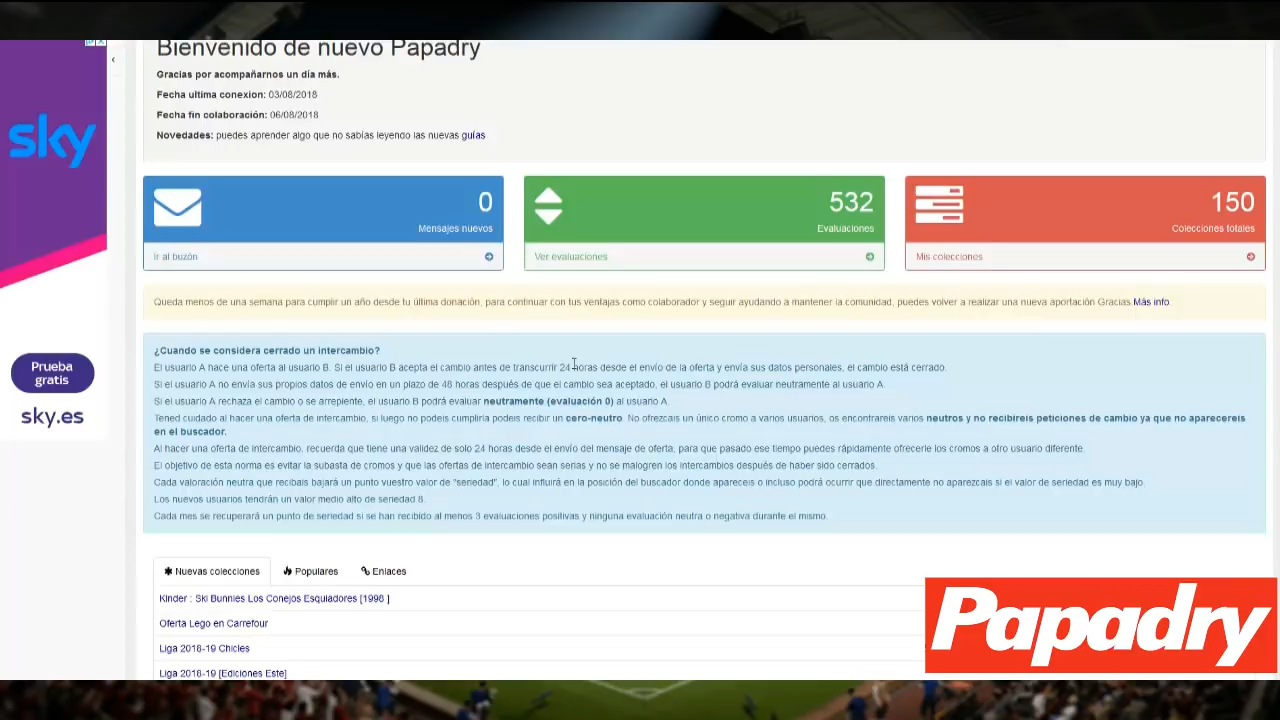 Bienvenido de nuevo Papadry
Gracias por acompañarnos un día más.
Fecha ultima conexion: 03/08/2018
Fecha fin colaboración: 06/08/2018
Novedades: puedes aprender algo que no sabías leyendo las nuevas guías
sky
Prueba
gratis
sky.es
0
Mensajes nuevos
Ir al buzón
532
Evaluaciones
Ver evaluaciones
150
Colecciones totales
Mis colecciones
Queda menos de una semana para cumplir un año desde tu última donación, para continuar con tus ventajas como colaborador y seguir ayudando a mantener la comunidad, puedes volver a realizar una nueva aportación Gracias.Más info.
¿Cuando se considera cerrado un intercambio?
El usuario A hace una oferta al usuario B. Si el usuario B acepta el cambio antes de transcurrir 24 horas desde el envío de la oferta y envía sus datos personales, el cambio está cerrado.
Si el usuario A no envía sus propios datos de envío en un plazo de 48 horas después de que el cambio sea aceptado, el usuario B podrá evaluar neutramente al usuario A.
Si el usuario A rechaza el cambio o se arrepiente, el usuario B podrá evaluar neutramente (evaluación 0) al usuario A.
Tened cuidado al hacer una oferta de intercambio, si luego no podeis cumplirla podeis recibir un cero-neutro. No ofrezcais un único cromo a varios usuarios, os encontrareis varios neutros y no recibireis peticiones de cambio ya que no aparecereis
en el buscador.
Al hacer una oferta de intercambio, recuerda que tiene una validez de solo 24 horas desde el envío del mensaje de oferta, para que pasado ese tiempo puedes rápidamente ofrecerle los cromos a otro usuario diferente.
El objetivo de esta norma es evitar la subasta de cromos y que las ofertas de intercambio sean serias y no se malogren los intercambios después de haber sido cerrados.
Cada valoración neutra que recibais bajará un punto vuestro valor de "seriedad", lo cual influirá en la posición del buscador donde apareceis o incluso podrá ocurrir que directamente no aparezcais si el valor de seriedad es muy bajo.
Los nuevos usuarios tendrán un valor medio alto de seriedad 8.
Cada mes se recuperará un punto de seriedad si se han recibido al menos 3 evaluaciones positivas y ninguna evaluación neutra o negativa durante el mismo.
Nuevas colecciones Populares Enlaces
Kinder : Ski Bunnies Los Conejos Esquiadores [1998 ]
Oferta Lego en Carrefour
Liga 2018-19 Chicles
Liga 2018-19 [Ediciones Este]
Papadry